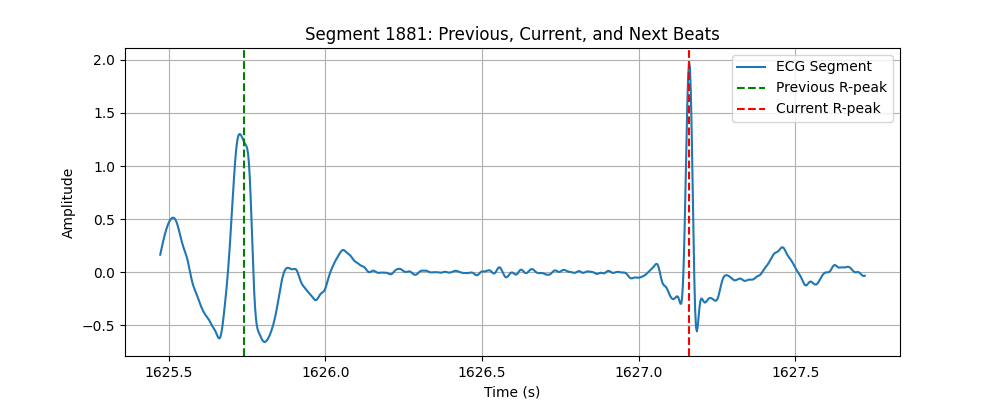 Segment 1881: Previous, Current, and Next Beats
2.0
1.5
1.0
0.5
0.0
−0.5
Amplitude
ECG Segment
Previous R-peak
Current R-peak
1625.5 1626.0 1626.5 1627.0 1627.5
Time (s)